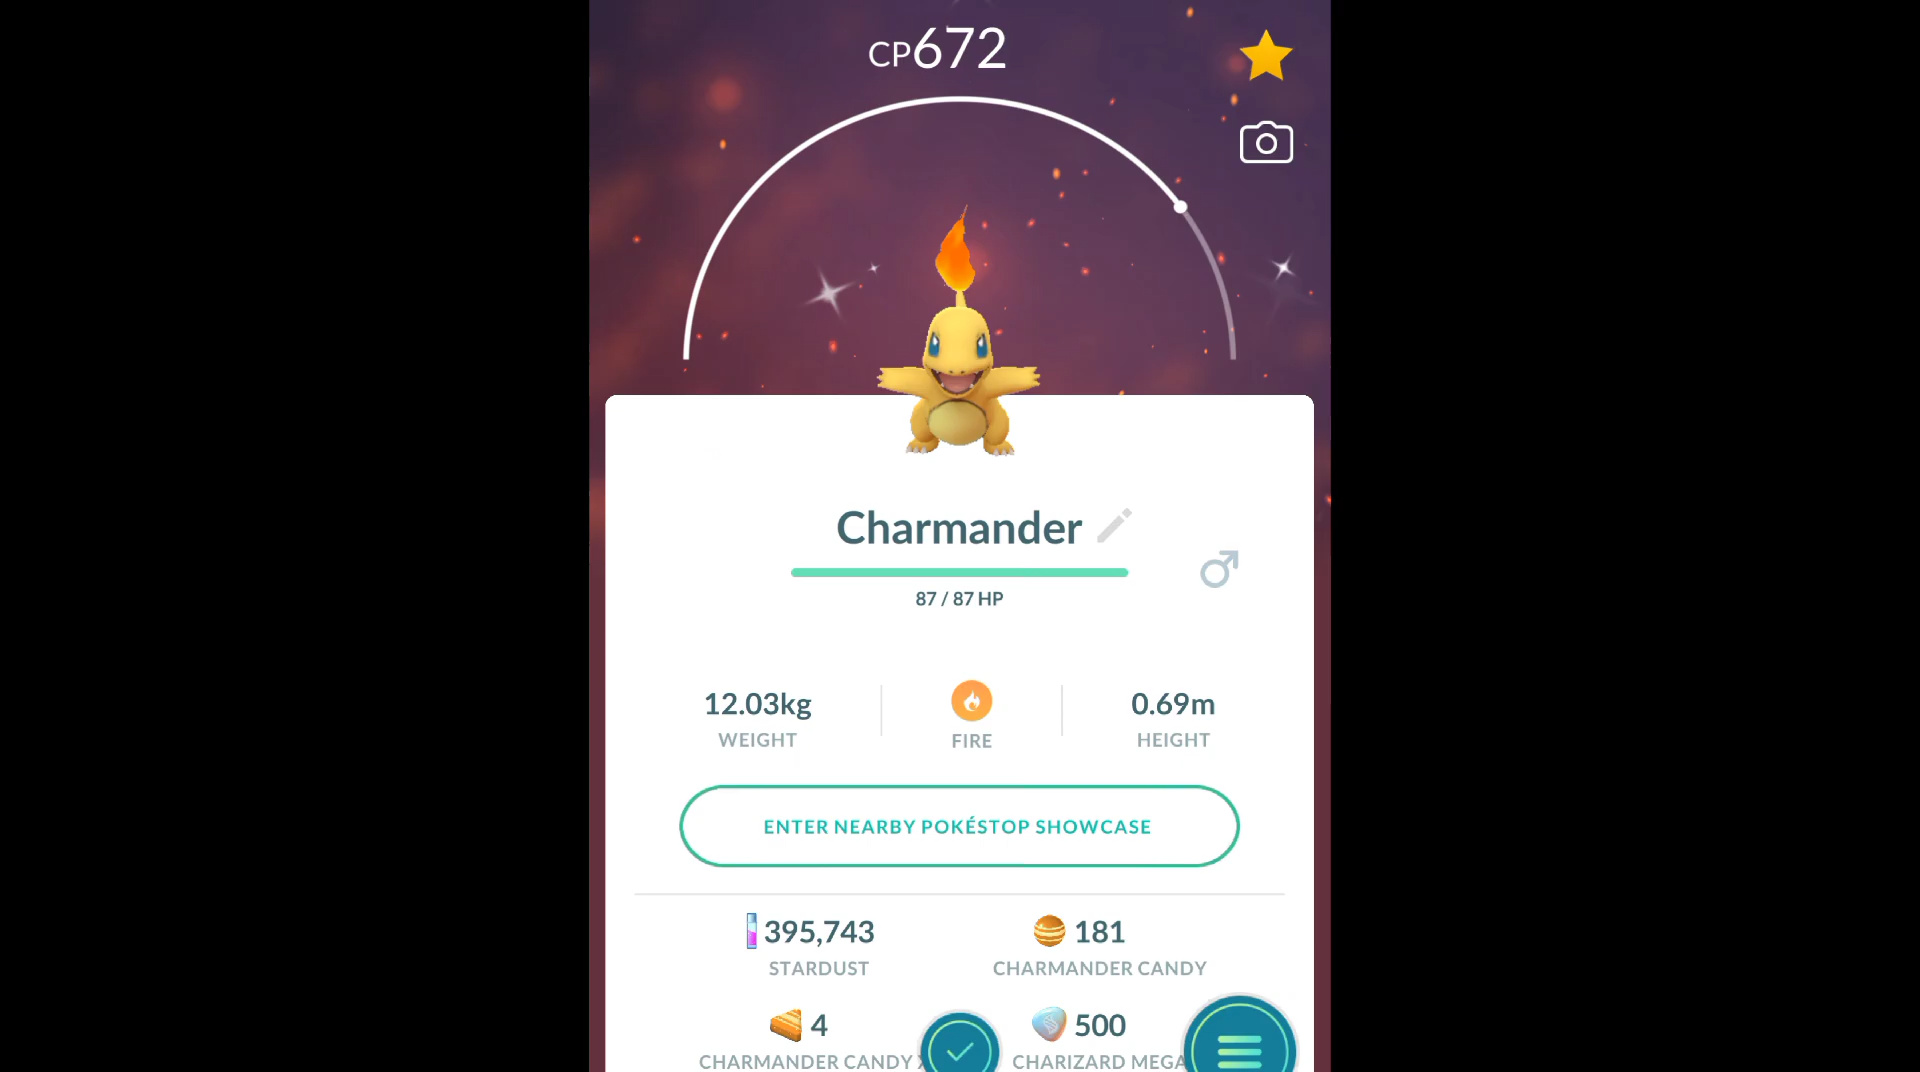 CP672
Charmander
87 / 87 HP
12.03kg
WEIGHT
FIRE
0.69m
HEIGHT
ENTER NEARBY POKÉSTOP SHOWCASE
395,743
STARDUST
181
CHARMANDER CANDY
4
CHARMANDER CANDY
500
CHARIZARD MEGA